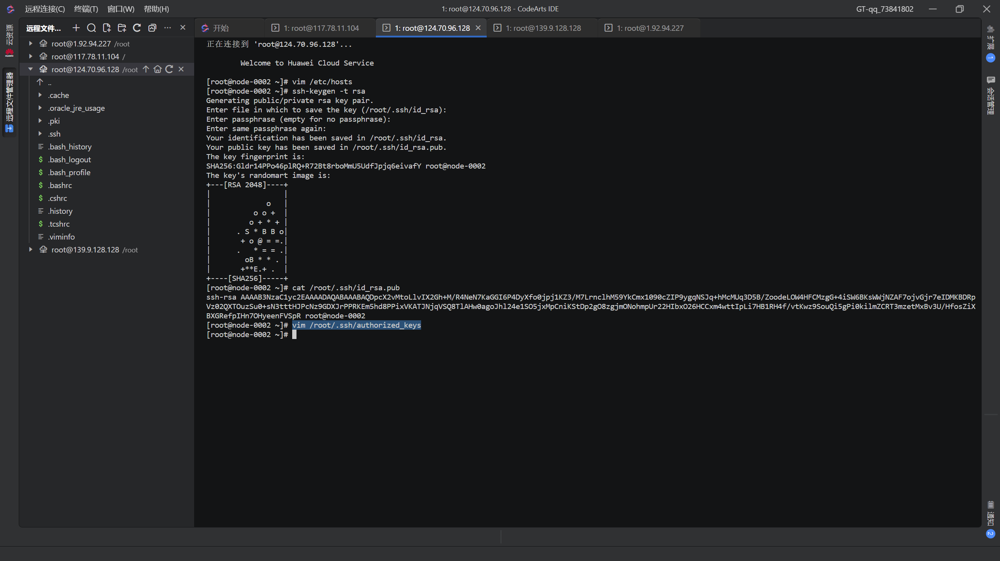 远程连接(C) 终端(T) 窗口(W) 帮助(H)
1: root@124.70.96.128 - CodeArts IDE
GT-qq_73841802
云资源
HUAWEI
远程文件管理器
远程文件...
root@1.92.94.227 /root
root@117.78.11.104 /
root@124.70.96.128 /root
..
.cache
.oracle_jre_usage
.pki
.ssh
.bash_history
.bash_logout
.bash_profile
.bashrc
.cshrc
.history
.tcshrc
.viminfo
root@139.9.128.128 /root
开始
1: root@117.78.11.104
1: root@124.70.96.128
1: root@139.9.128.128
1: root@1.92.94.227
正在连接到 'root@124.70.96.128'...
Welcome to Huawei Cloud Service
[root@node-0002 ~]# vim /etc/hosts
[root@node-0002 ~]# ssh-keygen -t rsa
Generating public/private rsa key pair.
Enter file in which to save the key (/root/.ssh/id_rsa):
Enter passphrase (empty for no passphrase):
Enter same passphrase again:
Your identification has been saved in /root/.ssh/id_rsa.
Your public key has been saved in /root/.ssh/id_rsa.pub.
The key fingerprint is:
SHA256:Gldr14PPo46plRQ+R72Bt8rboMmU5UdfJpjq6eivafY root@node-0002
The key's randomart image is:
+---[RSA 2048]----+
|                 |
|             o   |
|          o o +  |
|         o + * + |
|      . S * B B o|
|       + o @ = =.|
|      .   * = = .|
|        oB * * . |
|       +**E.+ .  |
+----[SHA256]-----+
[root@node-0002 ~]# cat /root/.ssh/id_rsa.pub
ssh-rsa AAAAB3NzaC1yc2EAAAADAQABAAABAQDpcX2vMtoLlvIX2Gh+M/R4NeN7KaGGI6P4DyXfo0jpj1KZ3/M7LrnclhM59YkCmx1090cZIP9ygqNSJq+hMcMUq3D5B/ZoodeLOW4HFCMzgG+4iSW6BKsWWjNZAF7ojvGjr7eIDMKBDRp
Vz02QXTOuzSu0+sN3tttHJPcNz9GDXJrPPRKEm5hd8PPixVKATJNjqVSQ8TlAHw0agoJhl24e1SO5jxMpCniKStDp2gO8zgjmONohmpUr22HIbxO26HCCxm4wttIpLi7HB1RH4f/vtKwz9SouQi5gPi0kilmZCRT3mzetMxBv3U/HfosZiX
BXGRefpIHn7OHyeenFVSpR root@node-0002
[root@node-0002 ~]# vim /root/.ssh/authorized_keys
[root@node-0002 ~]#
扩展
1
会话管理
通知
2